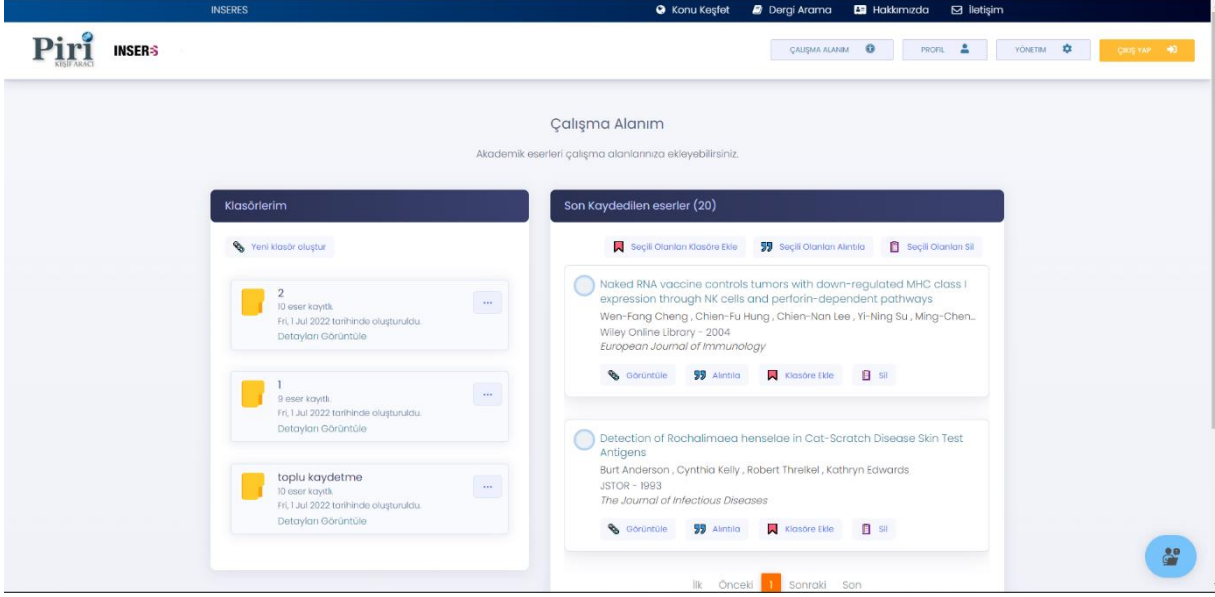 INSERES
Konu Keşfet Dergi Arama Hakkımızda İletişim
Piri
KEŞİF ARACI
INSERES
ÇALIŞMA ALANIM PROFIL YÖNETIM ÇIKIŞ YAP
Çalışma Alanım
Akademik eserleri çalışma alanlarınıza ekleyebilirsiniz.
Klasörlerim
Yeni klasör oluştur
2
10 eser kayıtlı.
Fri, 1 Jul 2022 tarihinde oluşturuldu.
Detayları Görüntüle
1
9 eser kayıtlı.
Fri, 1 Jul 2022 tarihinde oluşturuldu.
Detayları Görüntüle
toplu kaydetme
10 eser kayıtlı.
Fri, 1 Jul 2022 tarihinde oluşturuldu.
Detayları Görüntüle
Son Kaydedilen eserler (20)
Seçili Olanları Klasöre Ekle Seçili Olanları Alıntıla Seçili Olanları Sil
Naked RNA vaccine controls tumors with down-regulated MHC class I
expression through NK cells and perforin-dependent pathways
Wen-Fang Cheng , Chien-Fu Hung , Chien-Nan Lee , Yi-Ning Su , Ming-Chen...
Wiley Online Library - 2004
European Journal of Immunology
Görüntüle Alıntıla Klasöre Ekle Sil
Detection of Rochalimaea henselae in Cat-Scratch Disease Skin Test
Antigens
Burt Anderson , Cynthia Kelly , Robert Threlkel , Kathryn Edwards
JSTOR - 1993
The Journal of Infectious Diseases
Görüntüle Alıntıla Klasöre Ekle Sil
İlk Önceki 1 Sonraki Son